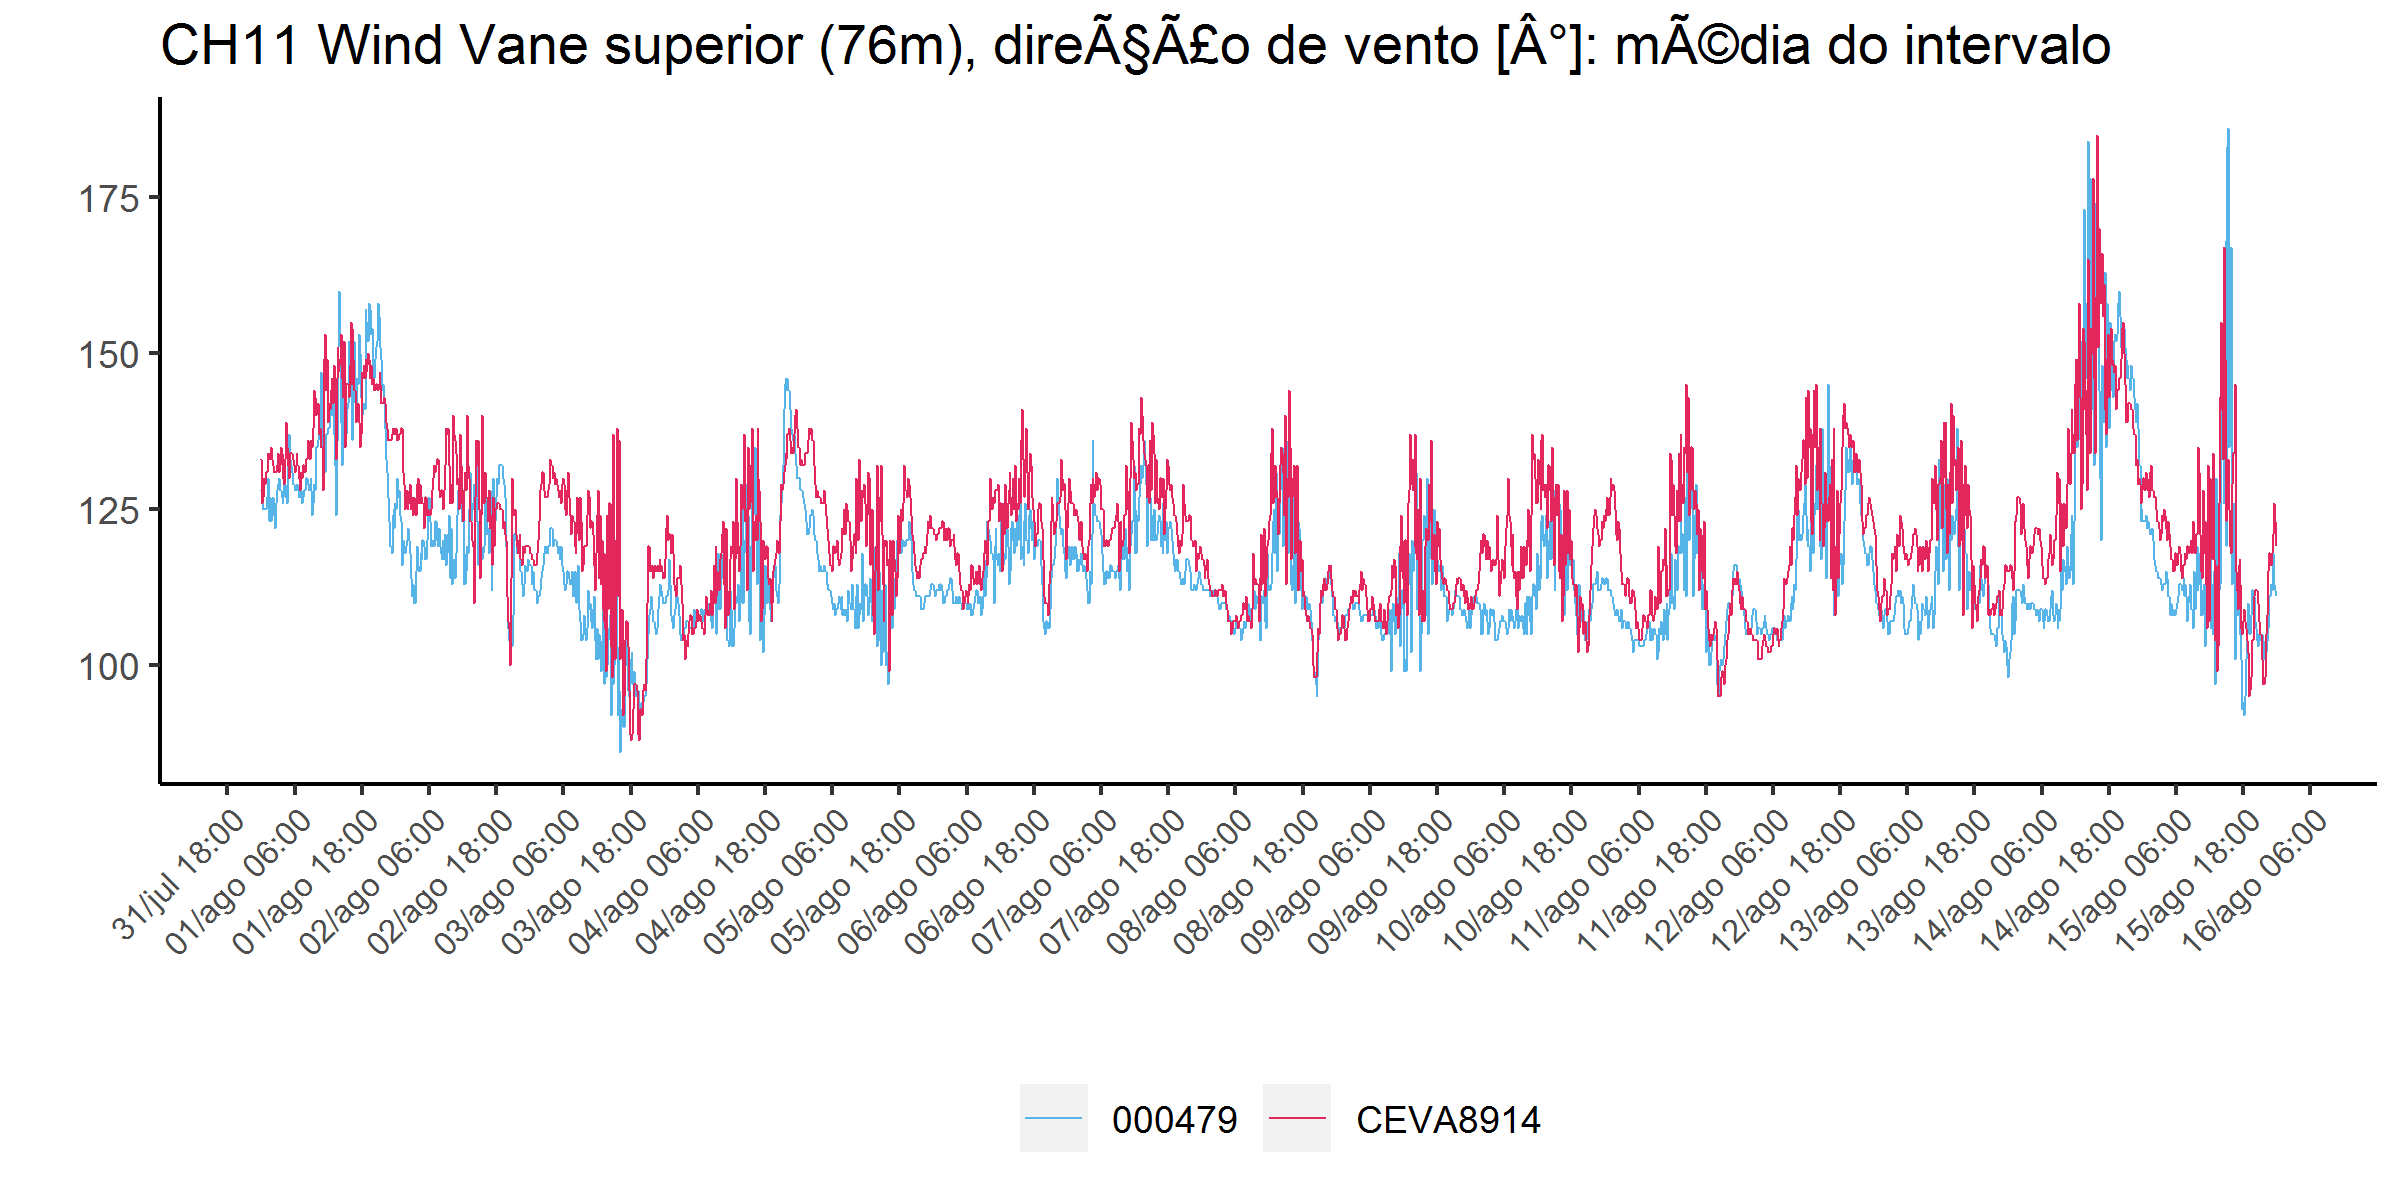 CH11 Wind Vane superior (76m), direÃ§Ã£o de vento [Â°]: mÃ©dia do intervalo
175
150
125
100
31/jul 18:00
01/ago 06:00
01/ago 18:00
02/ago 06:00
02/ago 18:00
03/ago 06:00
03/ago 18:00
04/ago 06:00
04/ago 18:00
05/ago 06:00
05/ago 18:00
06/ago 06:00
06/ago 18:00
07/ago 06:00
07/ago 18:00
08/ago 06:00
08/ago 18:00
09/ago 06:00
09/ago 18:00
10/ago 06:00
10/ago 18:00
11/ago 06:00
11/ago 18:00
12/ago 06:00
12/ago 18:00
13/ago 06:00
13/ago 18:00
14/ago 06:00
14/ago 18:00
15/ago 06:00
15/ago 18:00
16/ago 06:00
000479
CEVA8914